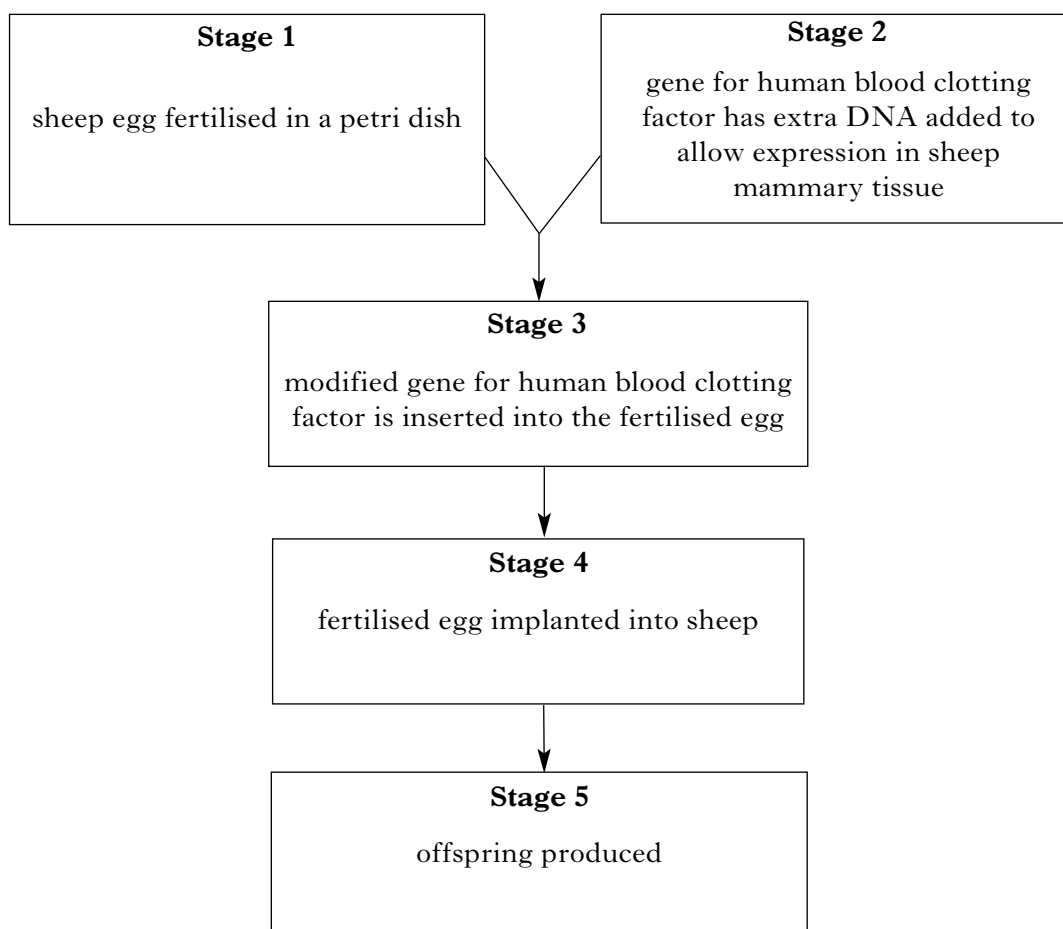 Stage 1
sheep egg fertilised in a petri dish
Stage 2
gene for human blood clotting
factor has extra DNA added to
allow expression in sheep
mammary tissue
Stage 3
modified gene for human blood clotting
factor is inserted into the fertilised egg
Stage 4
fertilised egg implanted into sheep
Stage 5
offspring produced